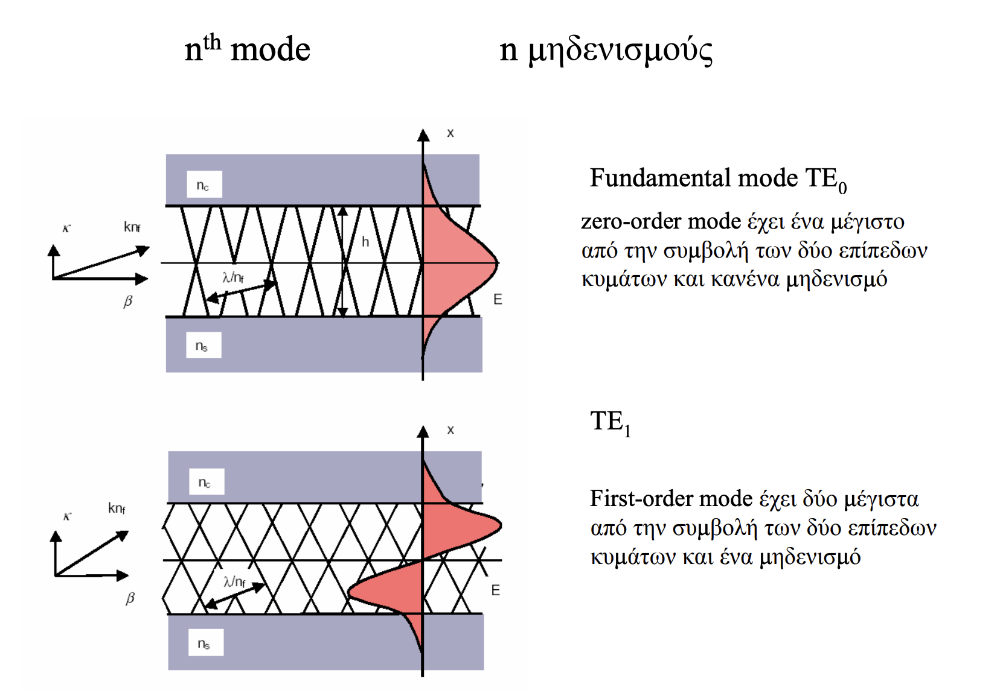 nth mode
n μηδενισμούς
x
nc
κ
knf
h
λ/nf
β
E
ns
Fundamental mode TE0
zero-order mode έχει ένα μέγιστο
από την συμβολή των δύο επίπεδων
κυμάτων και κανένα μηδενισμό
x
nc
κ
knf
λ/nf
β
E
ns
TE1
First-order mode έχει δύο μέγιστα
από την συμβολή των δύο επίπεδων
κυμάτων και ένα μηδενισμό